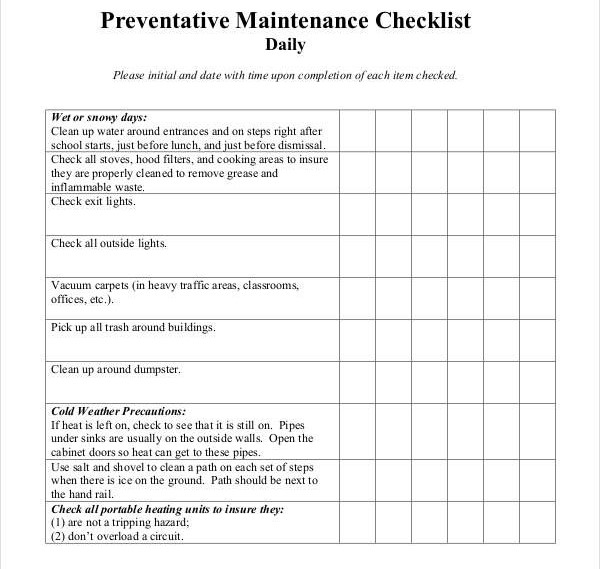 Preventative Maintenance Checklist
Daily
Please initial and date with time upon completion of each item checked.
Wet or snowy days:
Clean up water around entrances and on steps right after
school starts, just before lunch, and just before dismissal.
Check all stoves, hood filters, and cooking areas to insure
they are properly cleaned to remove grease and
inflammable waste.
Check exit lights.
Check all outside lights.
Vacuum carpets (in heavy traffic areas, classrooms,
offices, etc.).
Pick up all trash around buildings.
Clean up around dumpster.
Cold Weather Precautions:
If heat is left on, check to see that it is still on. Pipes
under sinks are usually on the outside walls. Open the
cabinet doors so heat can get to these pipes.
Use salt and shovel to clean a path on each set of steps
when there is ice on the ground. Path should be next to
the hand rail.
Check all portable heating units to insure they:
(1) are not a tripping hazard;
(2) don't overload a circuit.